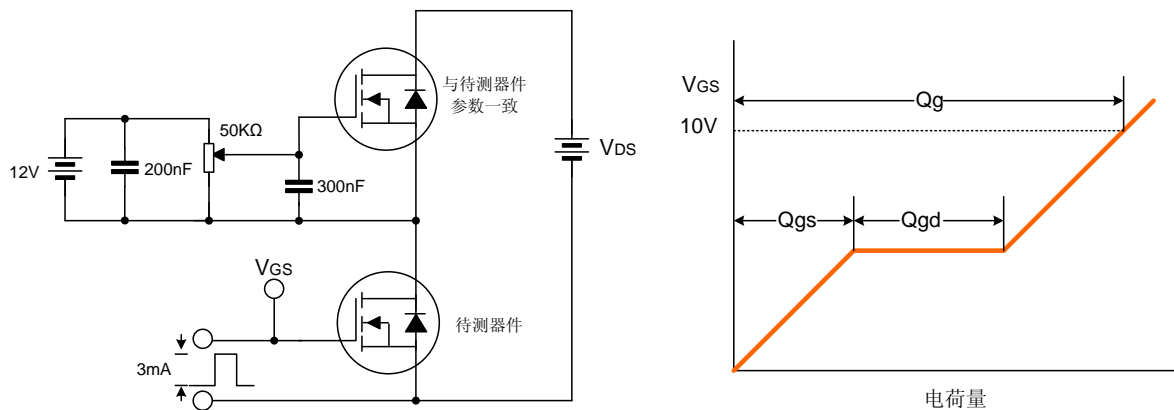 与待测器件
参数一致
50KΩ
12V
200nF
300nF
VDS
VGS
待测器件
3mA
VGS
10V
Qg
Qgs
Qgd
电荷量